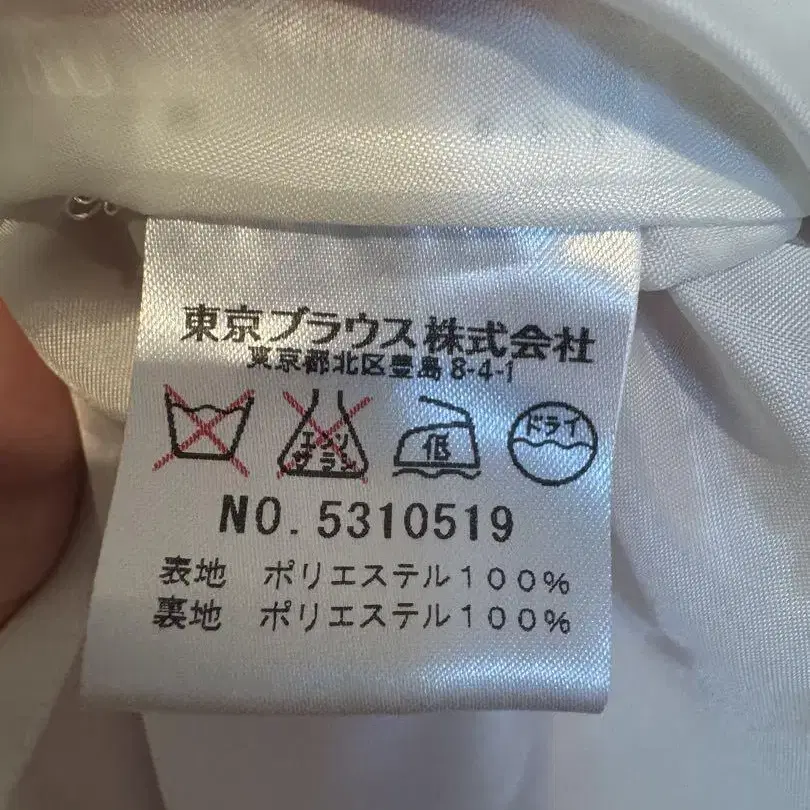 東京ブラウス株式会社
東京都北区豊島8-4-1
エンソ
サラシ
低
ドライ
NO.5310519
表地　ポリエステル100%
裏地　ポリエステル100%